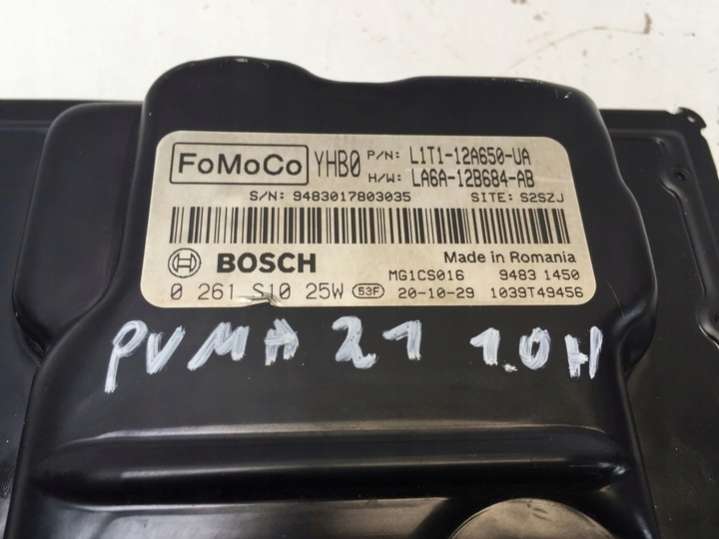 FoMoCo YHB0 P/N: L1T1-12A650-UA
H/W: LA6A-12B684-AB
S/N: 9483017803035 SITE: S2SZJ
BOSCH Made in Romania
MG1CS016 9483 1450
0 261 S10 25W 53F 20-10-29 1039T49456
PUMA 21 1.0H